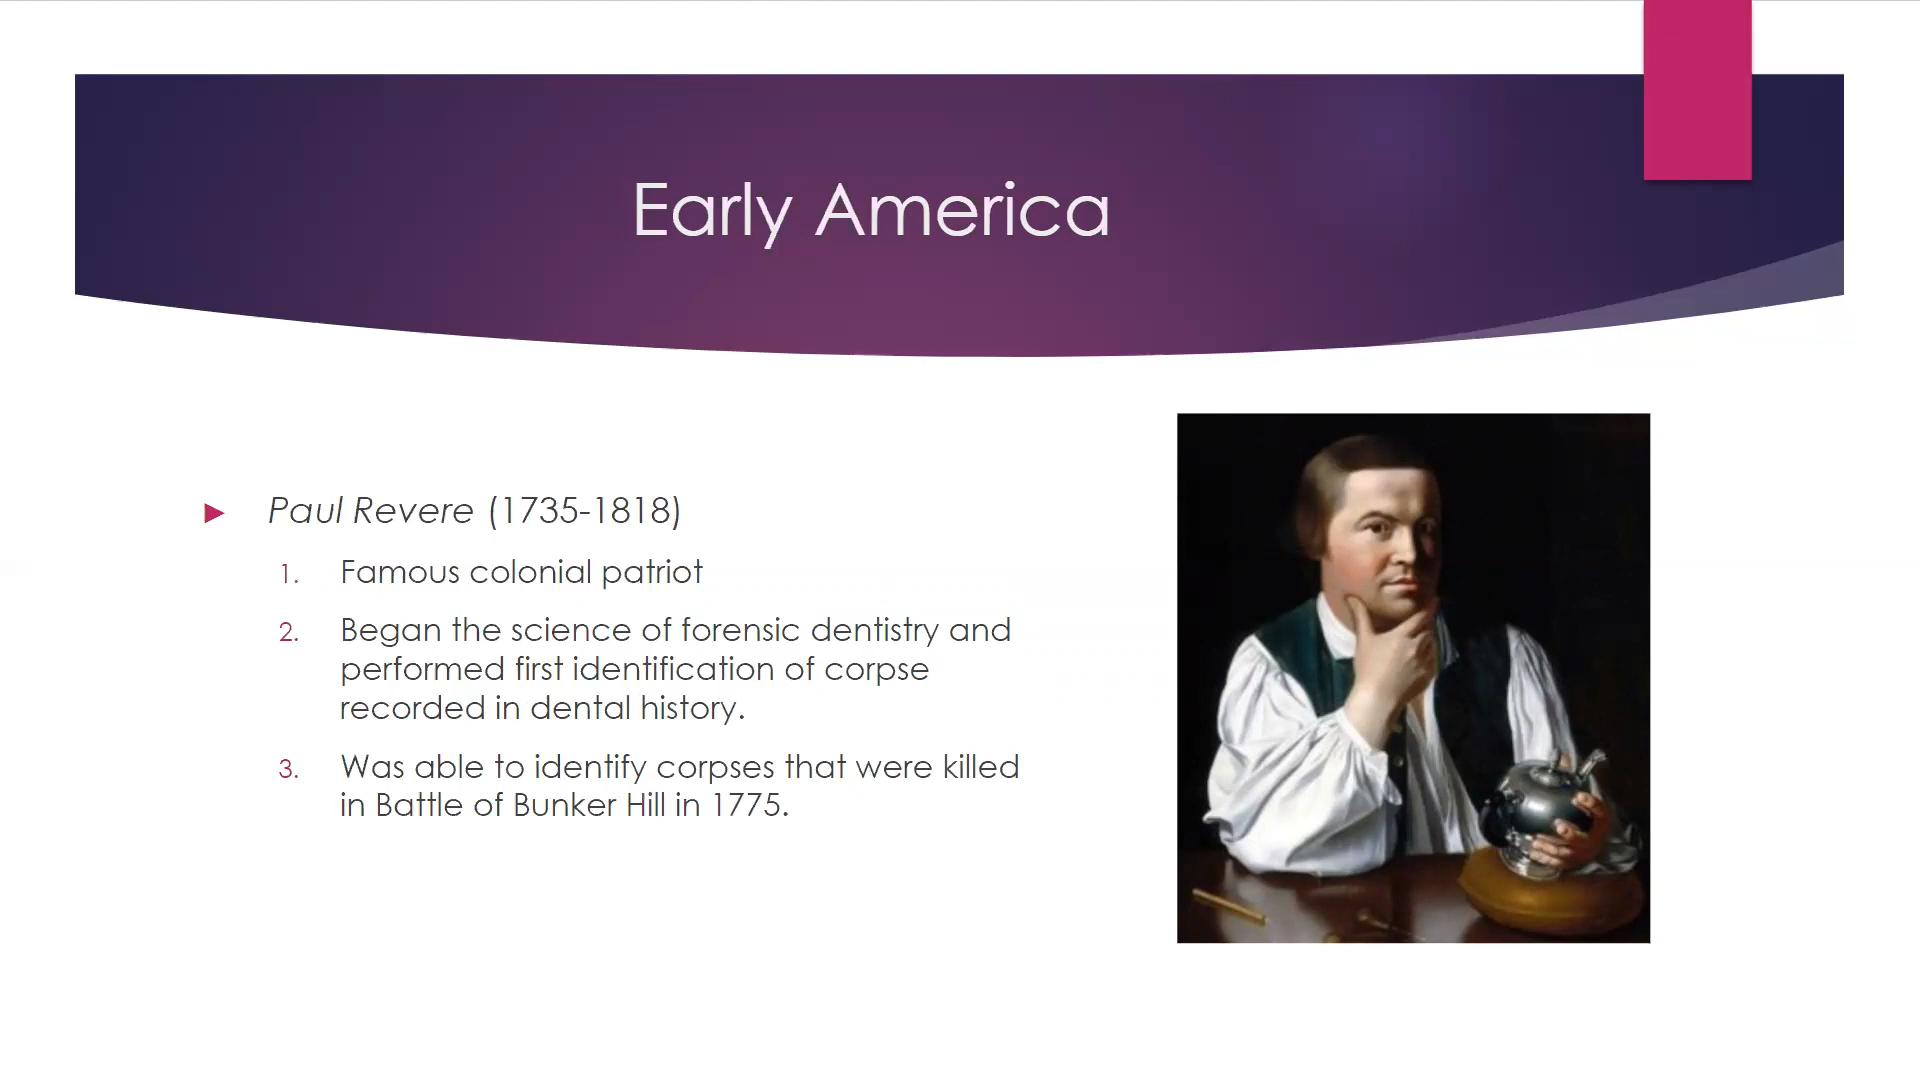 Early America
Paul Revere (1735-1818)
1. Famous colonial patriot
2. Began the science of forensic dentistry and
performed first identification of corpse
recorded in dental history.
3. Was able to identify corpses that were killed
in Battle of Bunker Hill in 1775.